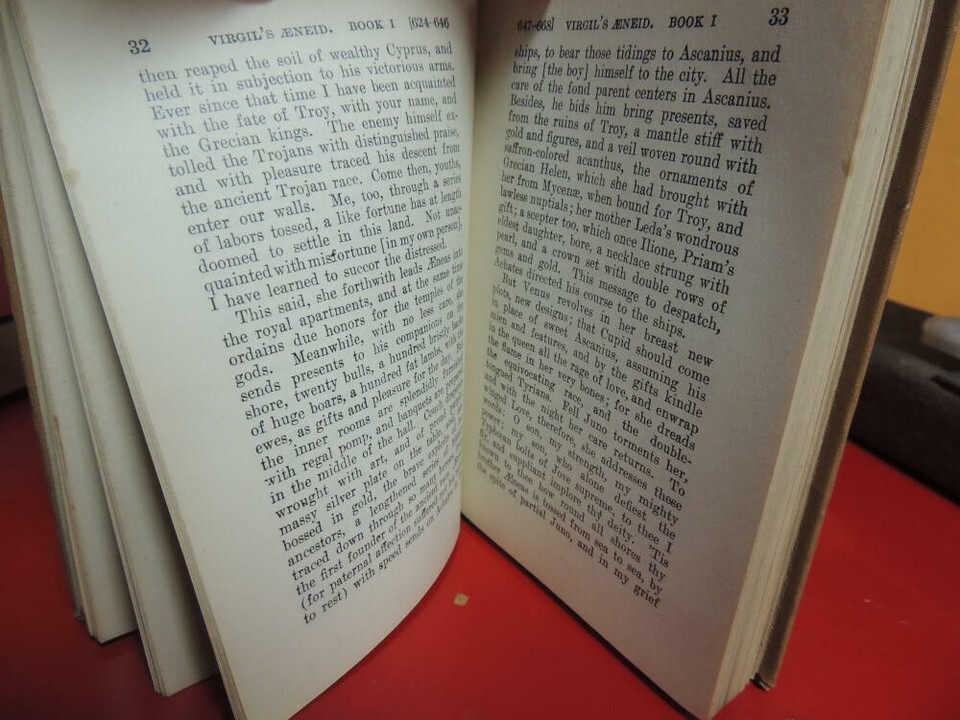 32 VIRGIL'S ÆNEID. BOOK I [624-646
then reaped the soil of wealthy Cyprus, and
held it in subjection to his victorious arms.
Ever since that time I have been acquainted
with the fate of Troy, with your name, and
the Grecian kings. The enemy himself ex-
tolled the Trojans with distinguished praise,
and with pleasure traced his descent from
the ancient Trojan race. Come then, youths,
enter our walls. Me, too, through a series
of labors tossed, a like fortune has at length
doomed to settle in this land. Not unac-
quainted with misfortune [in my own person],
I have learned to succor the distressed.
This said, she forthwith leads Æneas into
the royal apartments, and at the same time
ordains due honors for the temples of the
gods. Meanwhile, with no less care, she
sends presents to his companions on the
shore, twenty bulls, a hundred bristly backs
of huge boars, a hundred fat lambs, with
ewes, as gifts and pleasure for the day.
the inner rooms are splendidly furnished
with regal pomp, and banquets are prepared
in the middle of the hall. Couch
wrought with art, and of proud
massy silver plate on the tables, and
bossed in gold, the brave exploits
ancestors, a lengthened series
traced down through so many
the first founder of the ancient race.
(for paternal affection suffered not
to rest) with speed sends on
647-668] VIRGIL'S ÆNEID. BOOK I 33
ships, to bear those tidings to Ascanius, and
bring [the boy] himself to the city. All the
care of the fond parent centers in Ascanius.
Besides, he bids him bring presents, saved
from the ruins of Troy, a mantle stiff with
gold and figures, and a veil woven round with
saffron-colored acanthus, the ornaments of
Grecian Helen, which she had brought with
her from Mycenæ, when bound for Troy, and
lawless nuptials; her mother Leda's wondrous
gift; a scepter too, which once Ilione, Priam's
eldest daughter, bore, a necklace strung with
pearl, and a crown set with double rows of
gems and gold. This message to despatch,
Achates directed his course to the ships.
But Venus revolves in her breast new
plots, new designs; that Cupid should come
in place of sweet Ascanius, assuming his
mien and features, and by the gifts kindle
in the queen all the rage of love, and enwrap
the flame in her very bones; for she dreads
the equivocating race, and the double-
tongued Tyrians. Fell Juno torments her,
and with the night her care returns. To
winged Love, therefore, she addresses these
words: O son, my strength, my mighty
power; my son, who alone defiest the
Typhœan bolts of Jove supreme, to thee I
fly, and suppliant implore thy deity. 'Tis
known to thee how round all shores thy
brother Æneas is tossed from sea to sea, by
spite of partial Juno, and in my grief